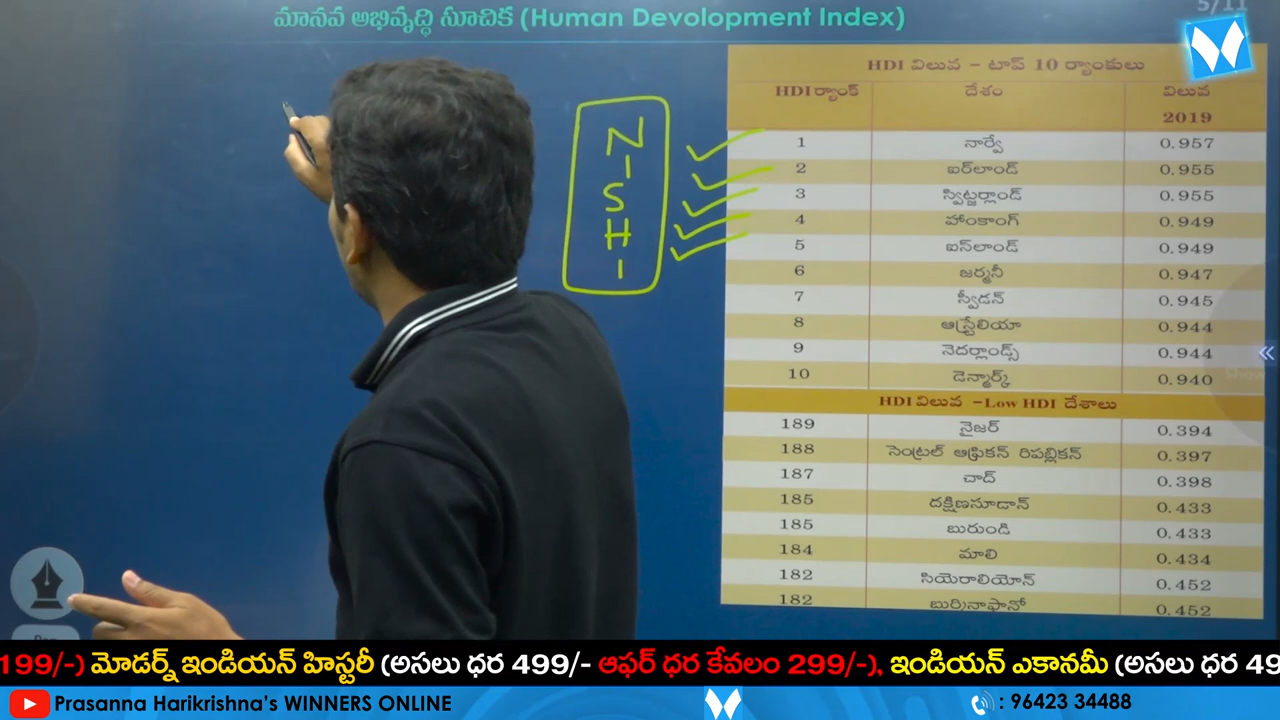 మానవ అభివృద్ధి సూచిక (Human Devolopment Index)
5/11
N
I
S
H
I
HDI విలువ - టాప్ 10 ర్యాంకులు
HDI ర్యాంక్ దేశం విలువ 2019
1 నార్వే 0.957
2 ఐర్‌లాండ్ 0.955
3 స్విట్జర్లాండ్ 0.955
4 హాంకాంగ్ 0.949
5 ఐస్‌లాండ్ 0.949
6 జర్మనీ 0.947
7 స్వీడన్ 0.945
8 ఆస్ట్రేలియా 0.944
9 నెదర్లాండ్స్ 0.944
10 డెన్మార్క్ 0.940
HDI విలువ -Low HDI దేశాలు
189 నైజర్ 0.394
188 సెంట్రల్ ఆఫ్రికన్ రిపబ్లికన్ 0.397
187 చాద్ 0.398
185 దక్షిణసూడాన్ 0.433
185 బురుండి 0.433
184 మాలి 0.434
182 సియెరాలియోన్ 0.452
182 బుర్కినాఫాసో 0.452
199/-) మోడర్న్ ఇండియన్ హిస్టరీ (అసలు ధర 499/- ఆఫర్ ధర కేవలం 299/-), ఇండియన్ ఎకానమీ (అసలు ధర 49
Prasanna Harikrishna's WINNERS ONLINE
: 96423 34488